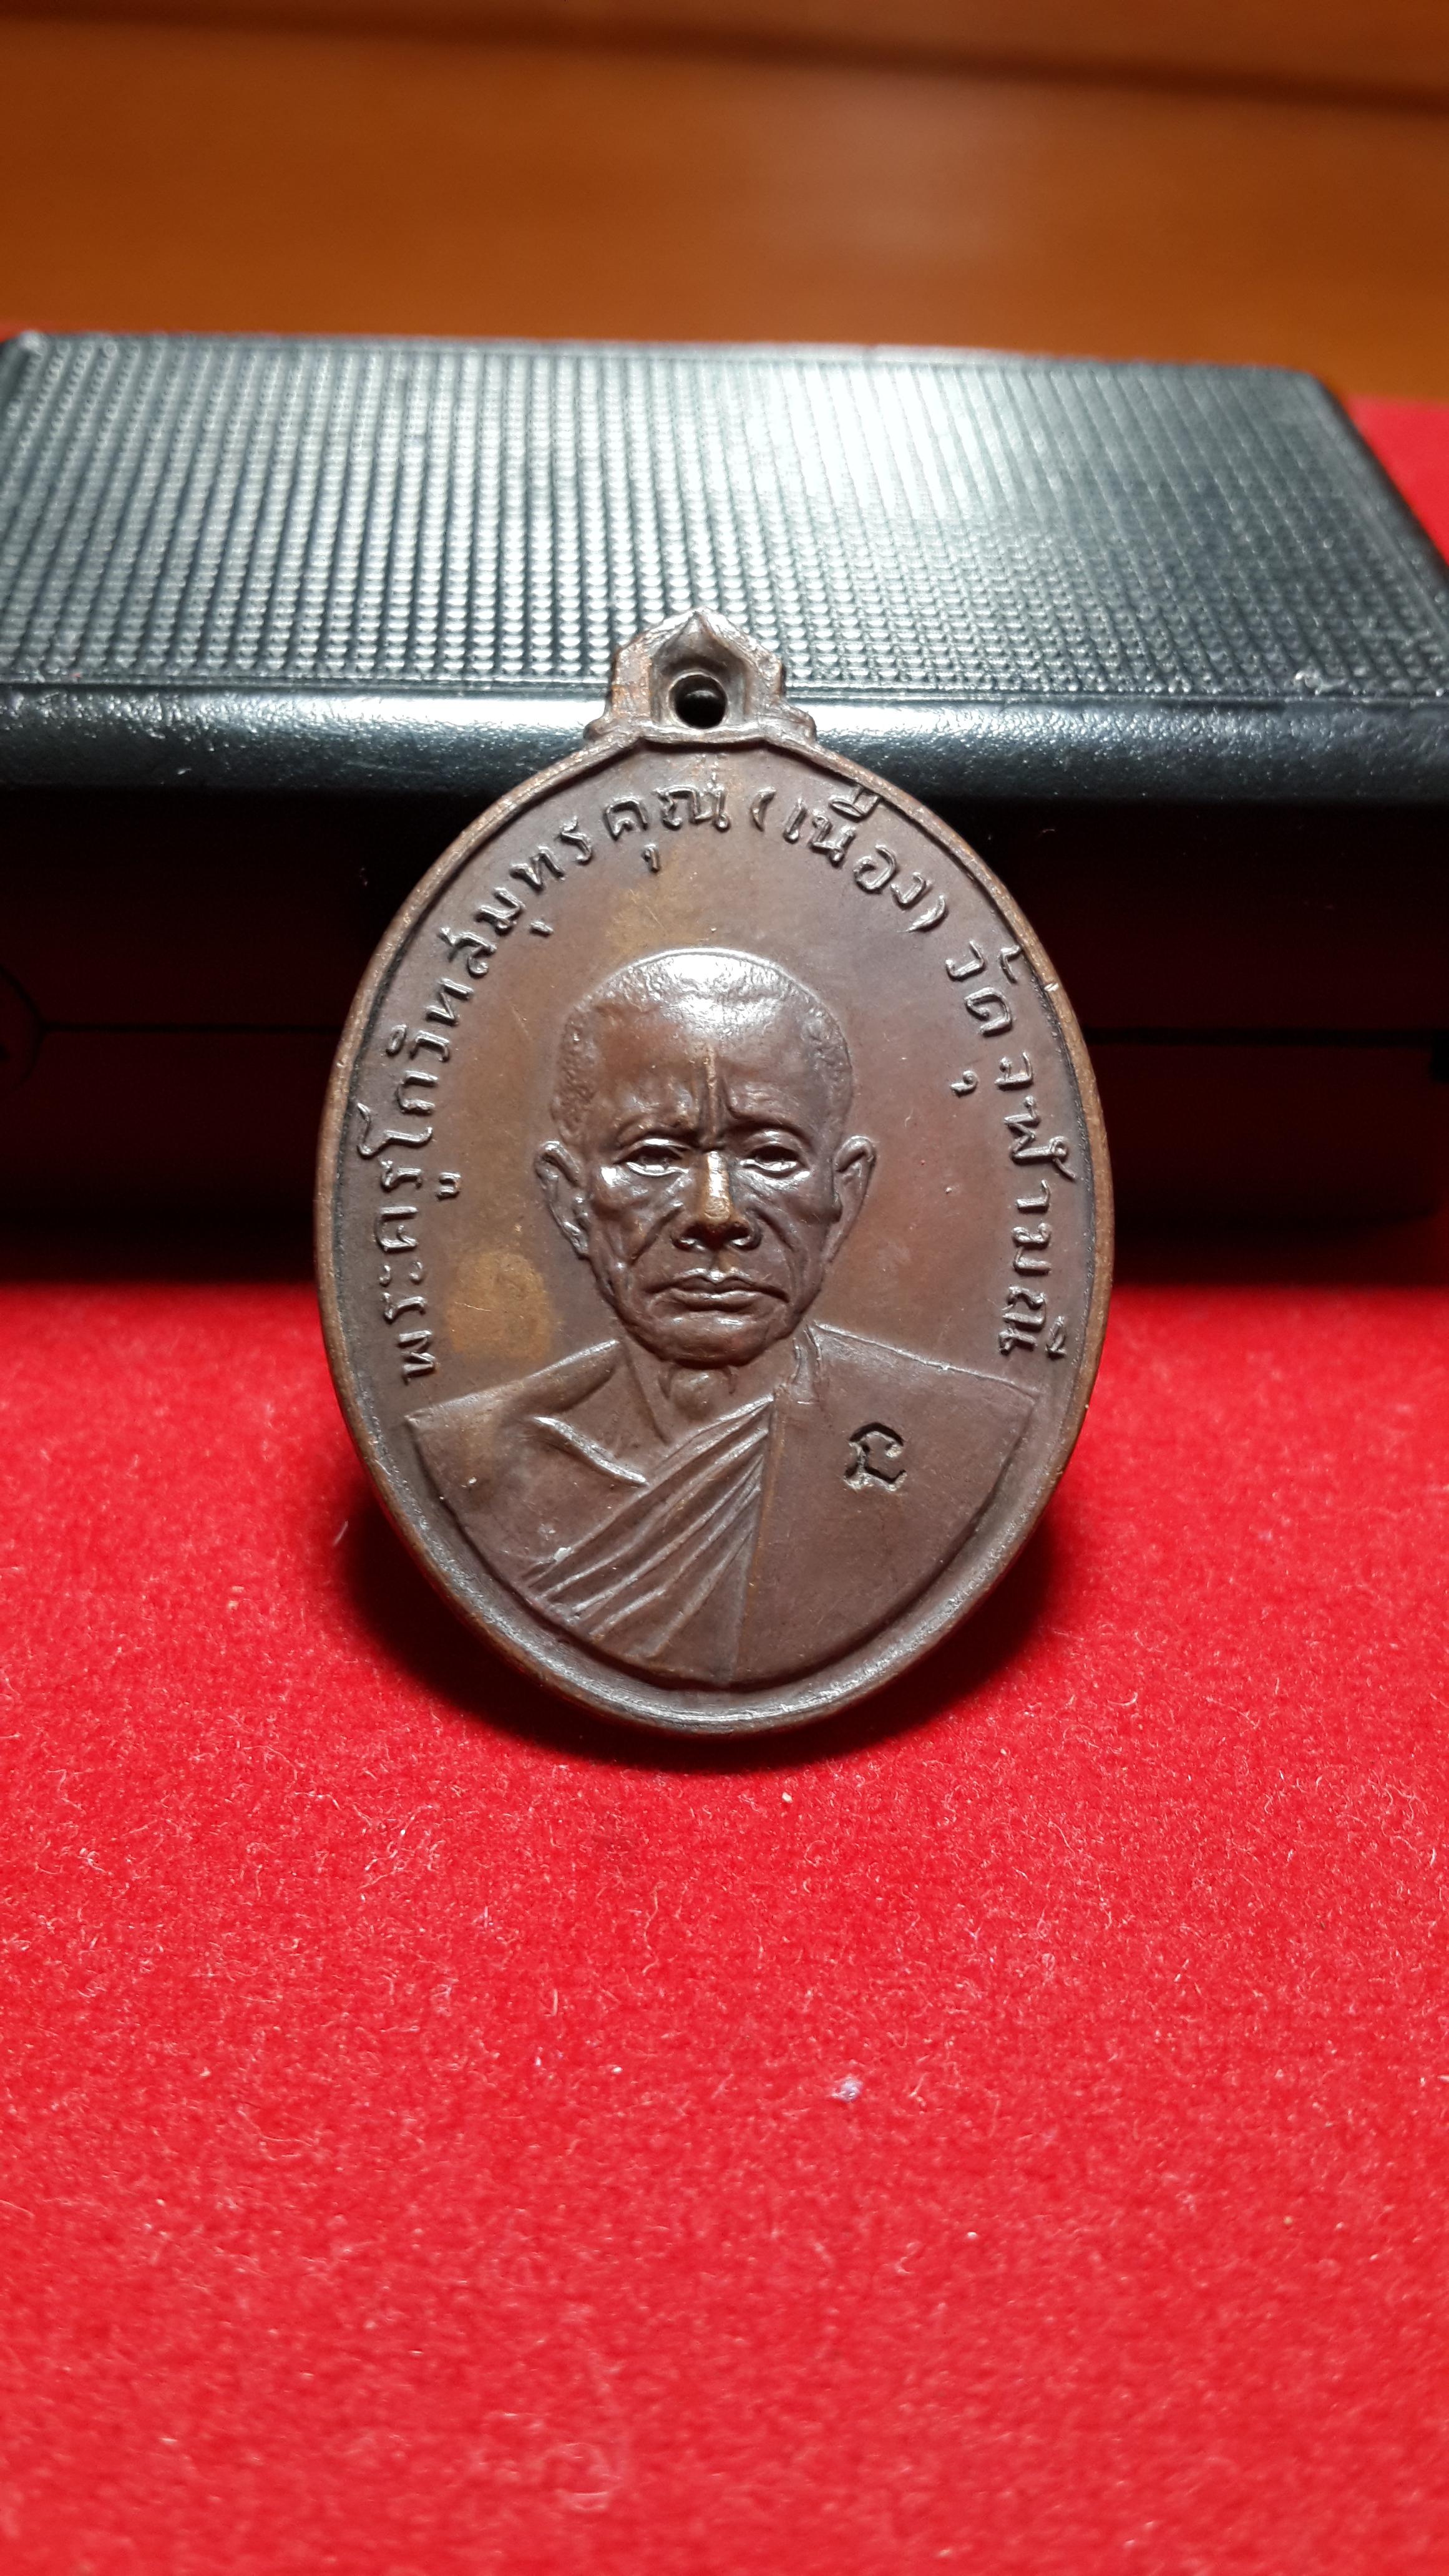 พระครูโกวิทสมุทรคุณ (เนื่อง) วัดจุฬามณี